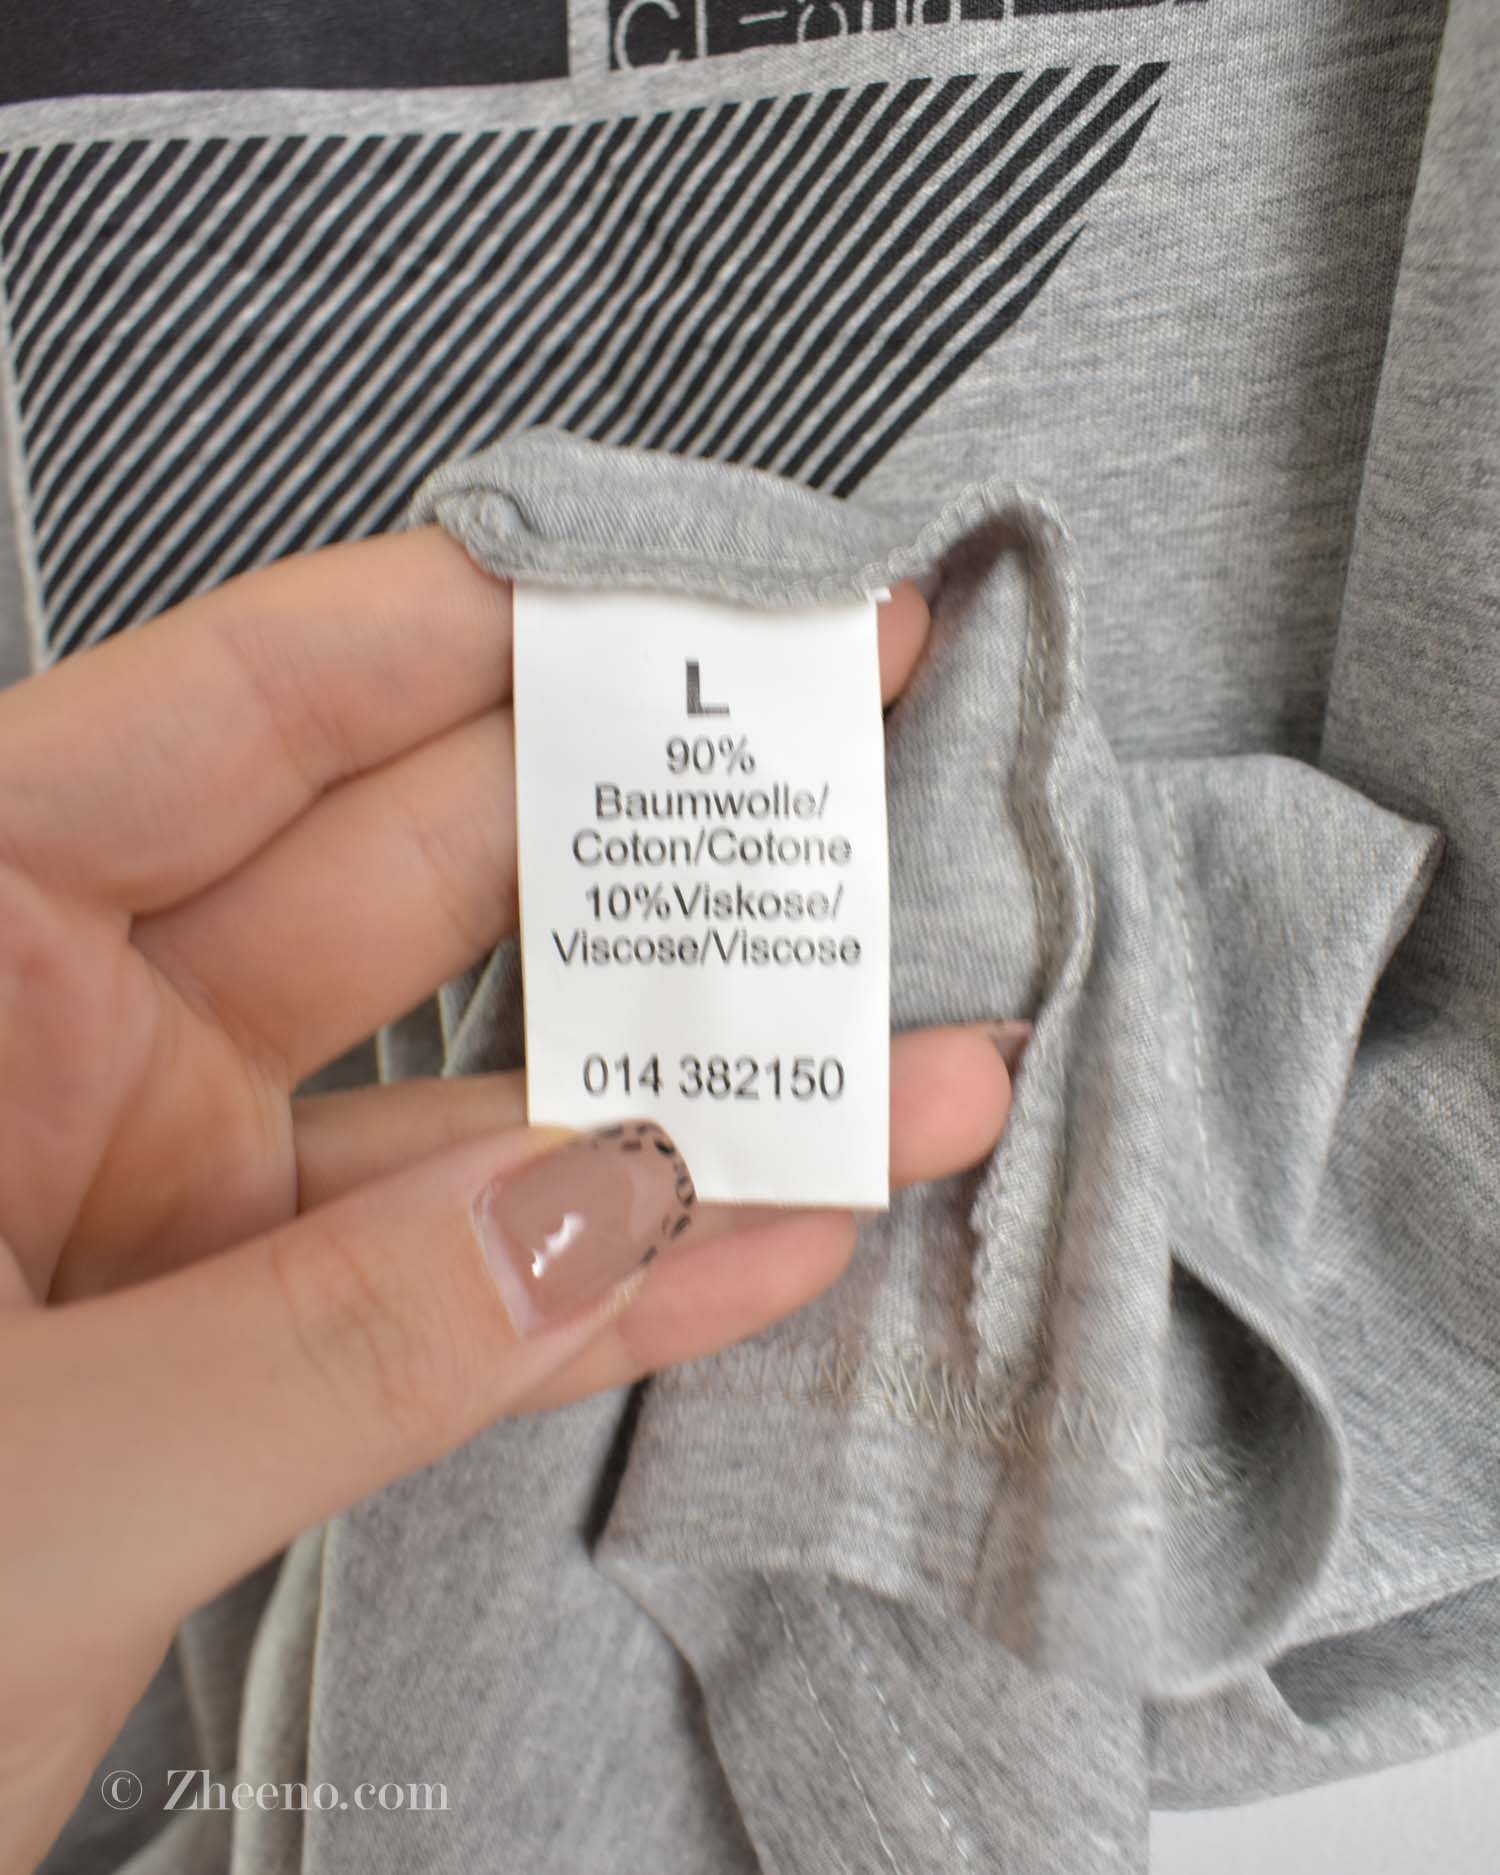 L
90%
Baumwolle/
Coton/Cotone
10%Viskose/
Viscose/Viscose
014 382150
© Zheeno.com